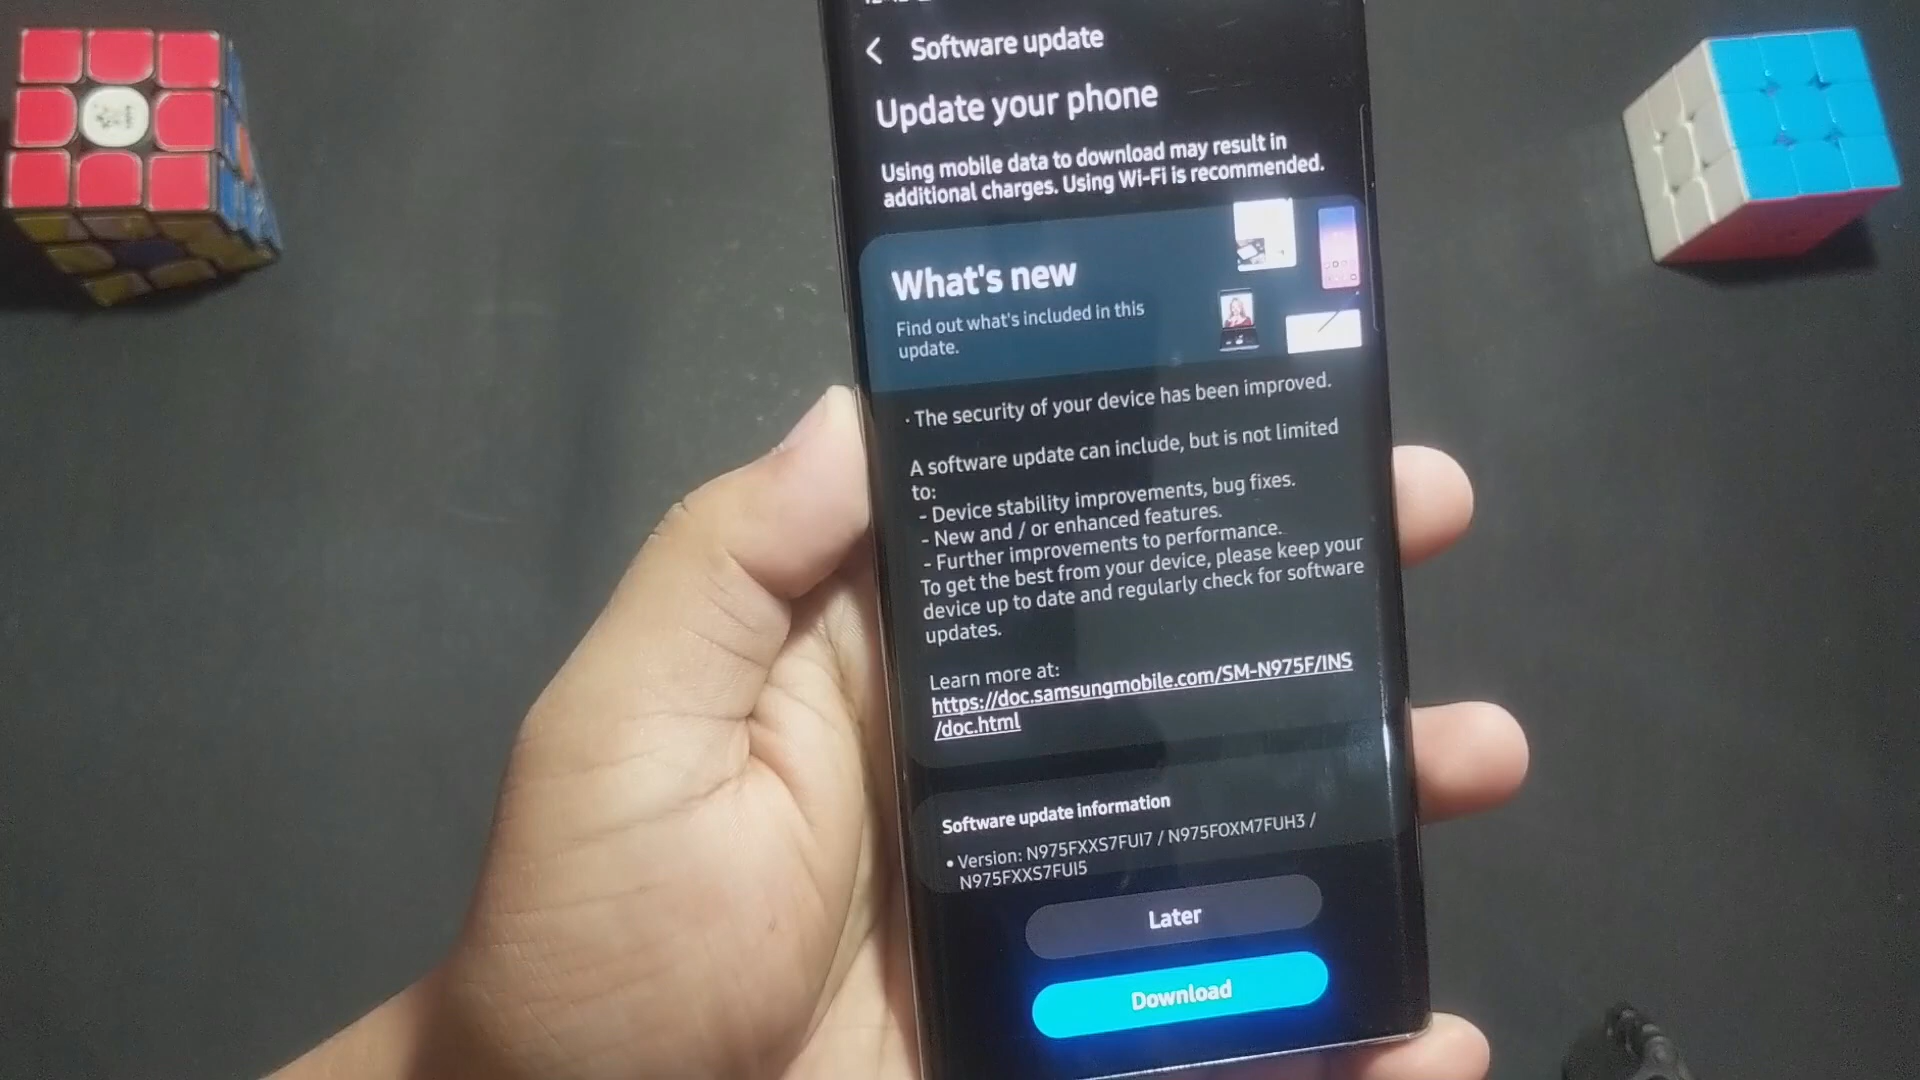 Software update
Update your phone
Using mobile data to download may result in
additional charges. Using Wi-Fi is recommended.
What's new
Find out what's included in this
update.
· The security of your device has been improved.
A software update can include, but is not limited
to:
- Device stability improvements, bug fixes.
- New and / or enhanced features.
- Further improvements to performance.
To get the best from your device, please keep your
device up to date and regularly check for software
updates.
Learn more at:
https://doc.samsungmobile.com/SM-N975F/INS
/doc.html
Software update information
• Version: N975FXXS7FUI7 / N975FOXM7FUH3 /
N975FXXS7FUI5
Later
Download